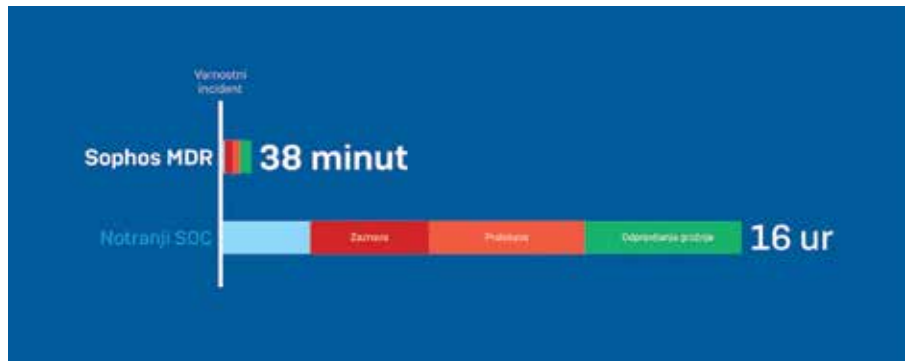 Varnostni
incident
Sophos MDR
38 minut
Notranji SOC
Zaznava
Preiskava
Odpravljanje grožnje
16 ur